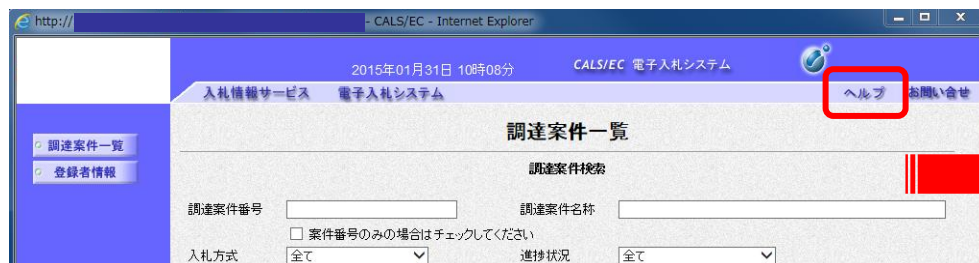 http:// - CALS/EC - Internet Explorer
2015年01月31日 10時08分 CALS/EC 電子入札システム
入札情報サービス 電子入札システム ヘルプ お問い合せ
調達案件一覧
登録者情報
調達案件一覧
調達案件検索
調達案件番号 調達案件名称
案件番号のみの場合はチェックしてください
入札方式 全て 進捗状況 全て